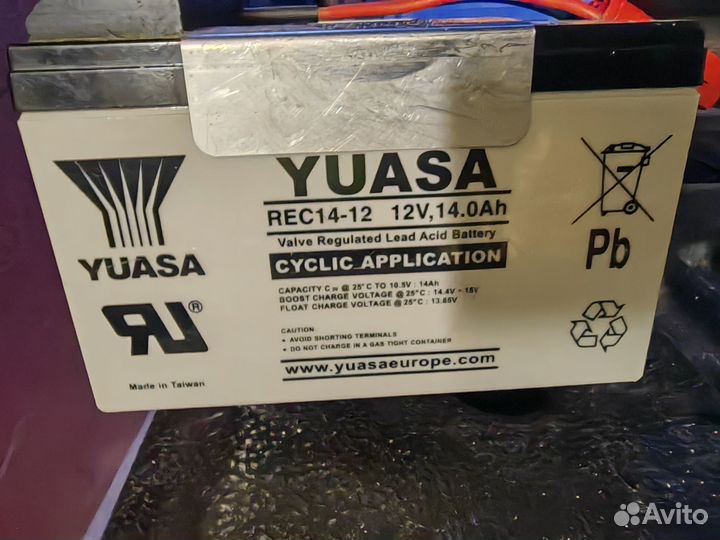 YUASA
REC14-12 12V,14.0Ah
Valve Regulated Lead Acid Battery
CYCLIC APPLICATION
CAPACITY C₂₀ @ 25°C TO 10.5V : 14Ah
BOOST CHARGE VOLTAGE @ 25°C : 14.4V ~ 15V
FLOAT CHARGE VOLTAGE @ 25°C : 13.65V
CAUTION
• AVOID SHORTING TERMINALS
• DO NOT CHARGE IN A GAS TIGHT CONTAINER
www.yuasaeurope.com
YUASA
RU®
Made in Taiwan
Pb
Avito